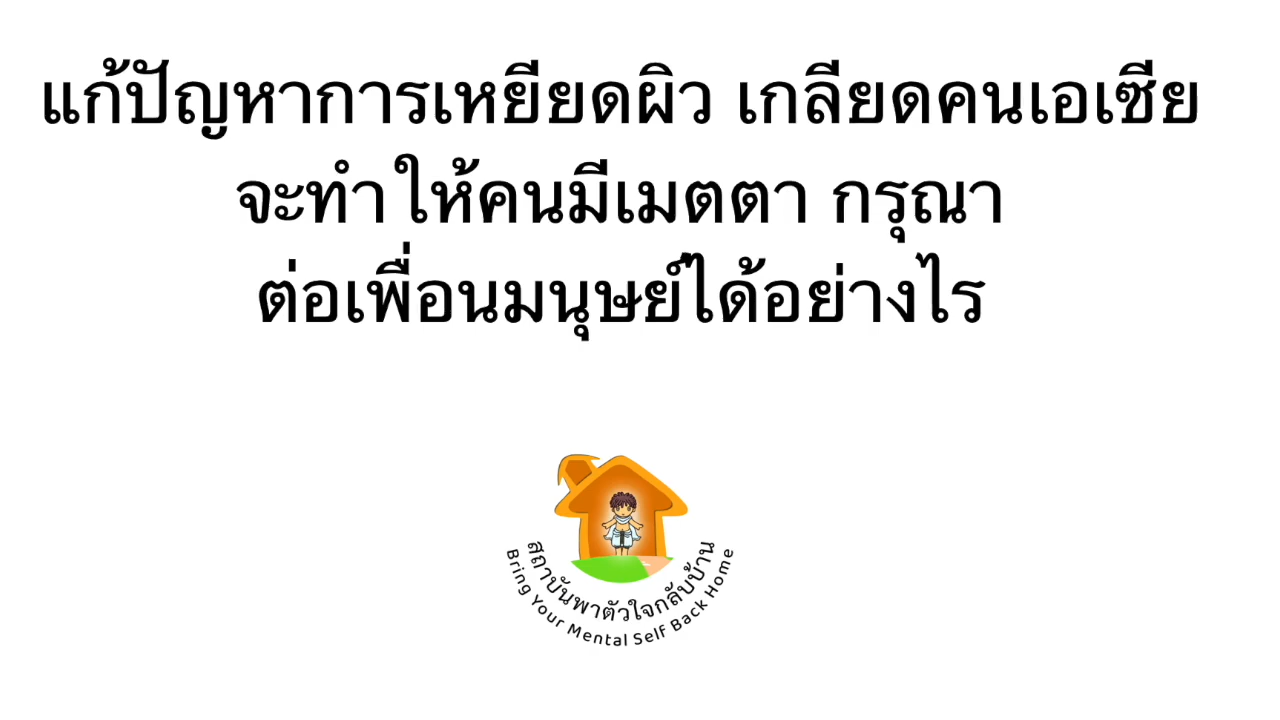 แก้ปัญหาการเหยียดผิว เกลียดคนเอเซีย
จะทำให้คนมีเมตตา กรุณา
ต่อเพื่อนมนุษย์ได้อย่างไร
สถาบันพาตัวใจกลับบ้าน
Bring Your Mental Self Back Home